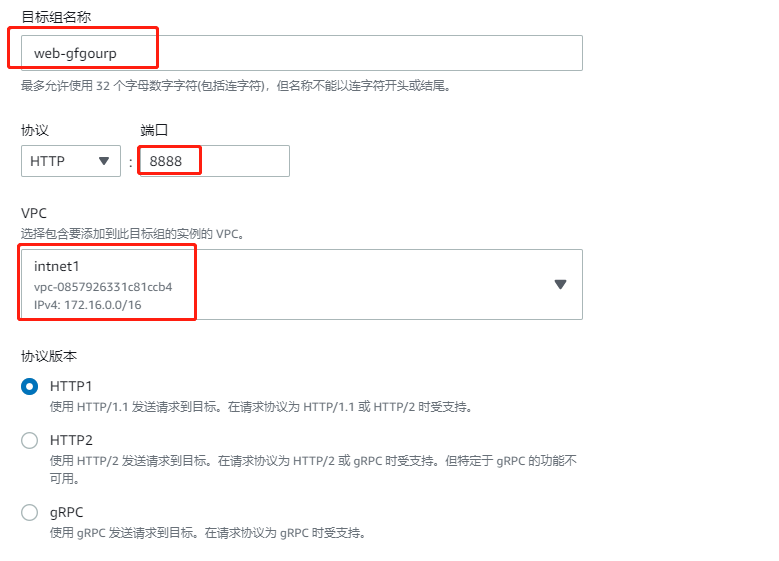 目标组名称
web-gfgourp
最多允许使用 32 个字母数字字符(包括连字符)，但名称不能以连字符开头或结尾。
协议 端口
HTTP : 8888
VPC
选择包含要添加到此目标组的实例的 VPC。
intnet1
vpc-0857926331c81ccb4
IPv4: 172.16.0.0/16
协议版本
HTTP1
使用 HTTP/1.1 发送请求到目标。在请求协议为 HTTP/1.1 或 HTTP/2 时受支持。
HTTP2
使用 HTTP/2 发送请求到目标。在请求协议为 HTTP/2 或 gRPC 时受支持。但特定于 gRPC 的功能不
可用。
gRPC
使用 gRPC 发送请求到目标。在请求协议为 gRPC 时受支持。